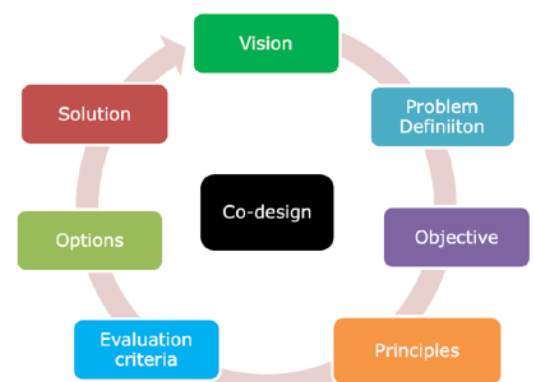 Vision
Problem
Definiiton
Objective
Principles
Evaluation
criteria
Options
Solution
Co-design